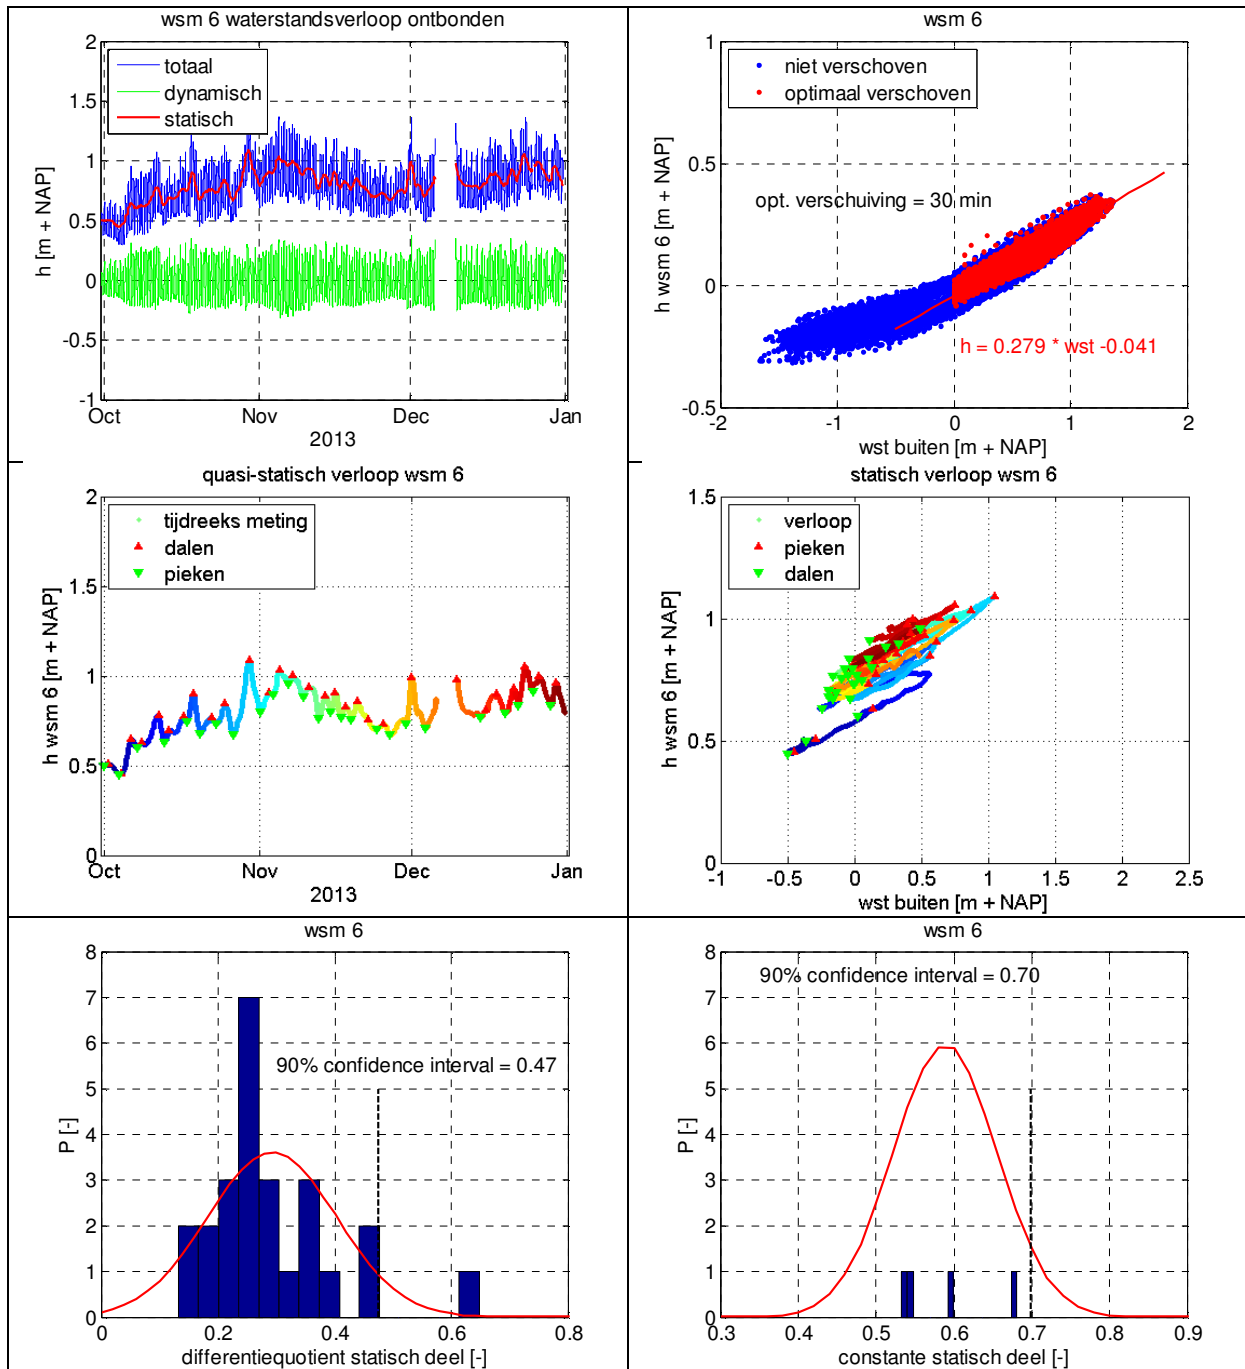 wsm 6 waterstandsverloop ontbonden
totaal
dynamisch
statisch
h [m + NAP]
2
1.5
1
0.5
0
-0.5
-1
Oct
Nov
Dec
Jan
2013
wsm 6
niet verschoven
optimaal verschoven
opt. verschuiving = 30 min
h = 0.279 * wst -0.041
h wsm 6 [m + NAP]
1
0.5
0
-0.5
-2
-1
0
1
2
wst buiten [m + NAP]
quasi-statisch verloop wsm 6
tijdreeks meting
dalen
pieken
h wsm 6 [m + NAP]
2
1.5
1
0.5
0
Oct
Nov
Dec
Jan
2013
statisch verloop wsm 6
verloop
pieken
dalen
h wsm 6 [m + NAP]
1.5
1
0.5
0
-1
-0.5
0
0.5
1
1.5
2
2.5
wst buiten [m + NAP]
wsm 6
90% confidence interval = 0.47
P [-]
8
7
6
5
4
3
2
1
0
0
0.2
0.4
0.6
0.8
differentiequotient statisch deel [-]
wsm 6
90% confidence interval = 0.70
P [-]
8
7
6
5
4
3
2
1
0
0.3
0.4
0.5
0.6
0.7
0.8
0.9
constante statisch deel [-]